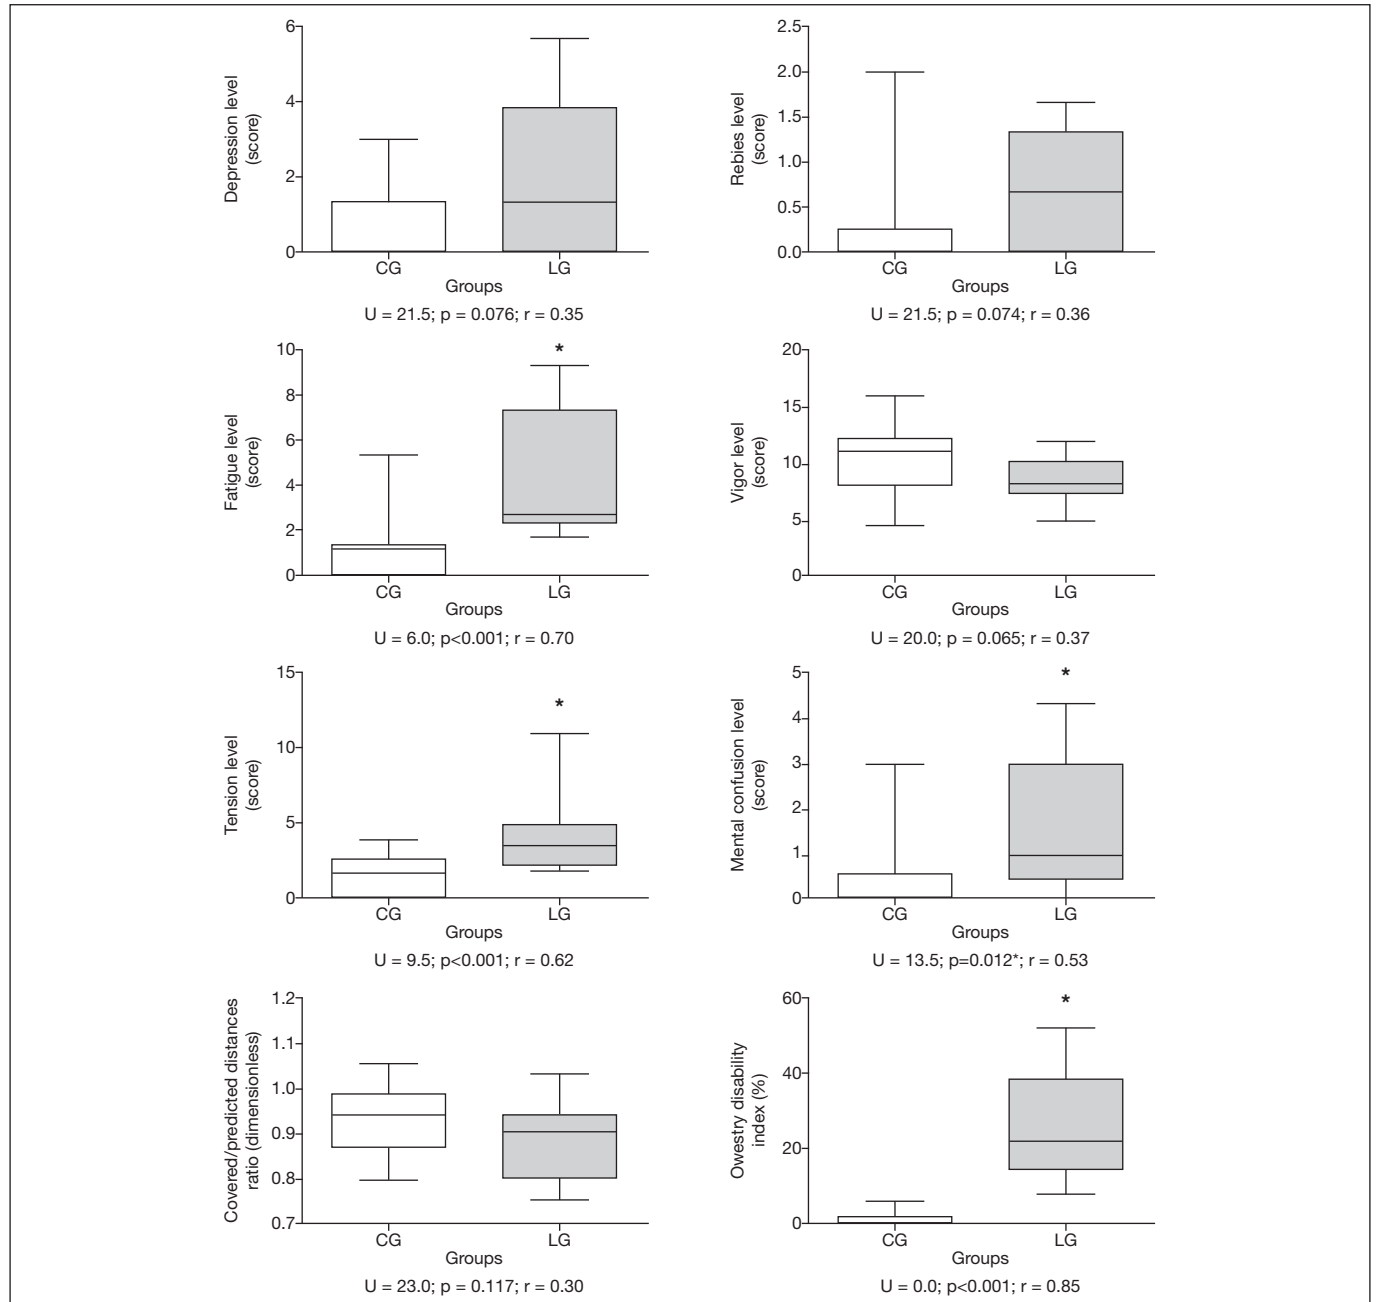 Depression level
(score)
6
4
2
0
CG
LG
Groups
U = 21.5; p = 0.076; r = 0.35
Rebies level
(score)
2.5
2.0
1.5
1.0
0.5
0.0
CG
LG
Groups
U = 21.5; p = 0.074; r = 0.36
Fatigue level
(score)
10
8
6
4
2
0
*
CG
LG
Groups
U = 6.0; p<0.001; r = 0.70
Vigor level
(score)
20
15
10
5
0
CG
LG
Groups
U = 20.0; p = 0.065; r = 0.37
Tension level
(score)
15
10
5
0
*
CG
LG
Groups
U = 9.5; p<0.001; r = 0.62
Mental confusion level
(score)
5
4
3
2
1
0
*
CG
LG
Groups
U = 13.5; p=0.012*; r = 0.53
Covered/predicted distances
ratio (dimensionless)
1.2
1.1
1.0
0.9
0.8
0.7
CG
LG
Groups
U = 23.0; p = 0.117; r = 0.30
Owestry disability
index (%)
60
40
20
0
*
CG
LG
Groups
U = 0.0; p<0.001; r = 0.85